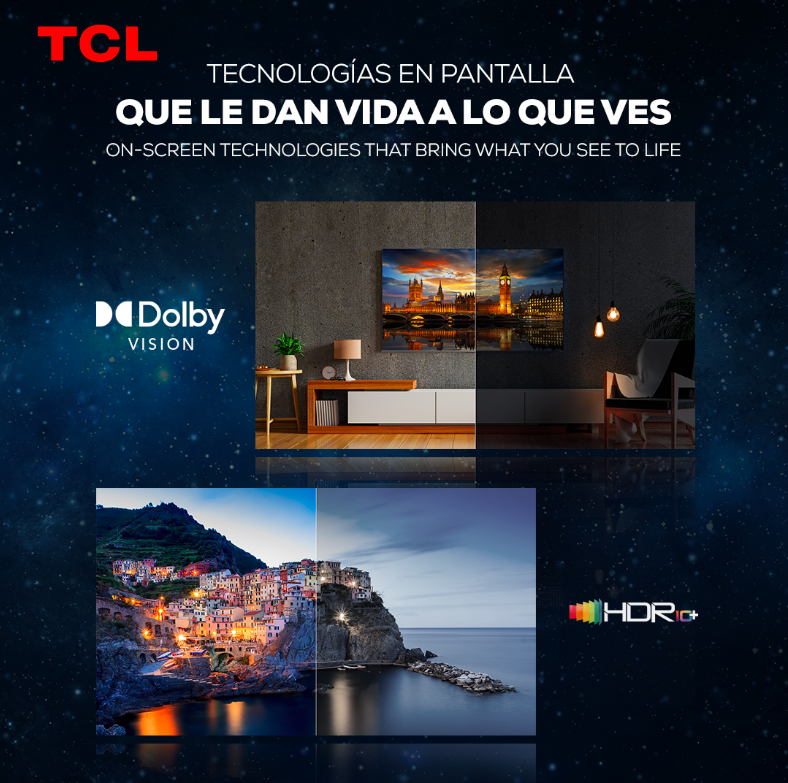 TCL
TECNOLOGÍAS EN PANTALLA
QUE LE DAN VIDA A LO QUE VES
ON-SCREEN TECHNOLOGIES THAT BRING WHAT YOU SEE TO LIFE
Dolby
VISION
HDR10+